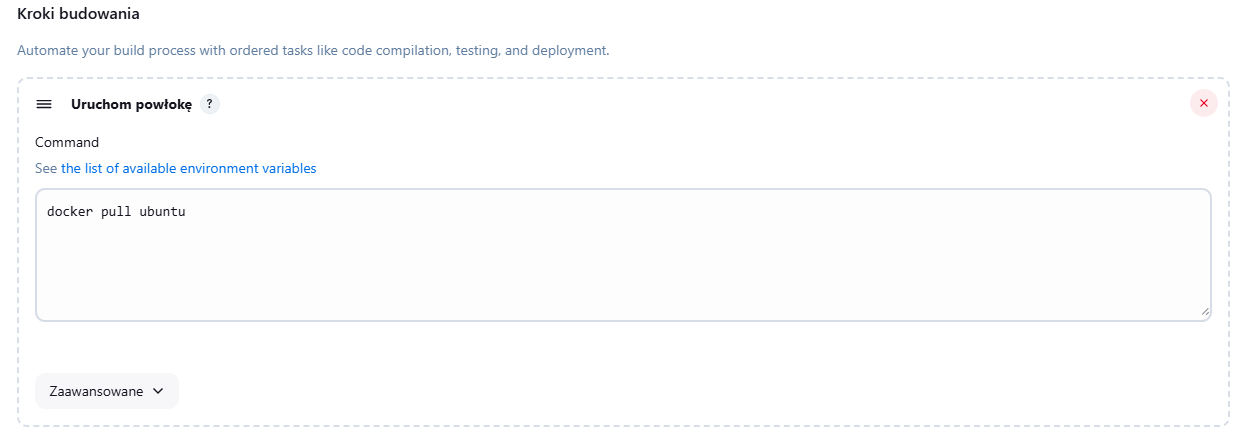 Kroki budowania
Automate your build process with ordered tasks like code compilation, testing, and deployment.
Uruchom powłokę ?
Command
See the list of available environment variables
docker pull ubuntu
Zaawansowane